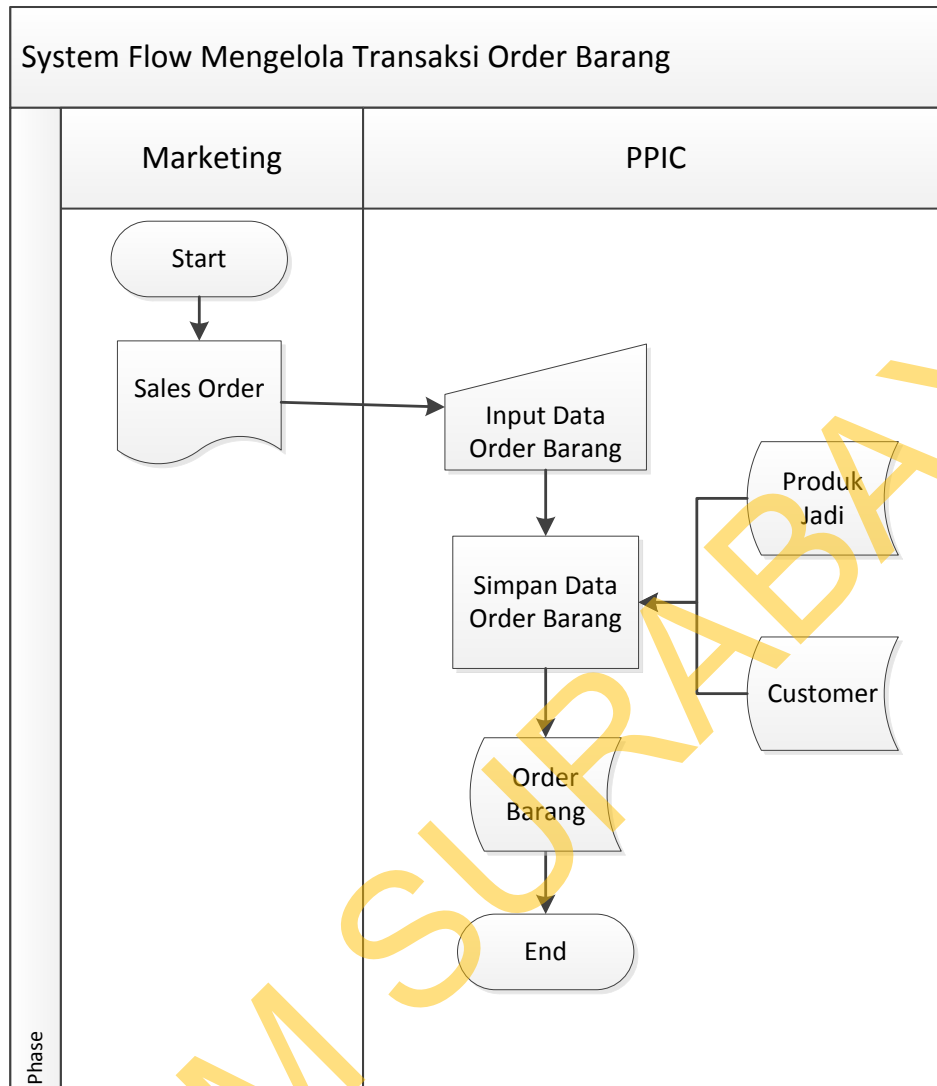 System Flow Mengelola Transaksi Order Barang
Marketing
PPIC
Start
Sales Order
Input Data
Order Barang
Produk
Jadi
Simpan Data
Order Barang
Customer
Order
Barang
End
Phase
M SURABAY